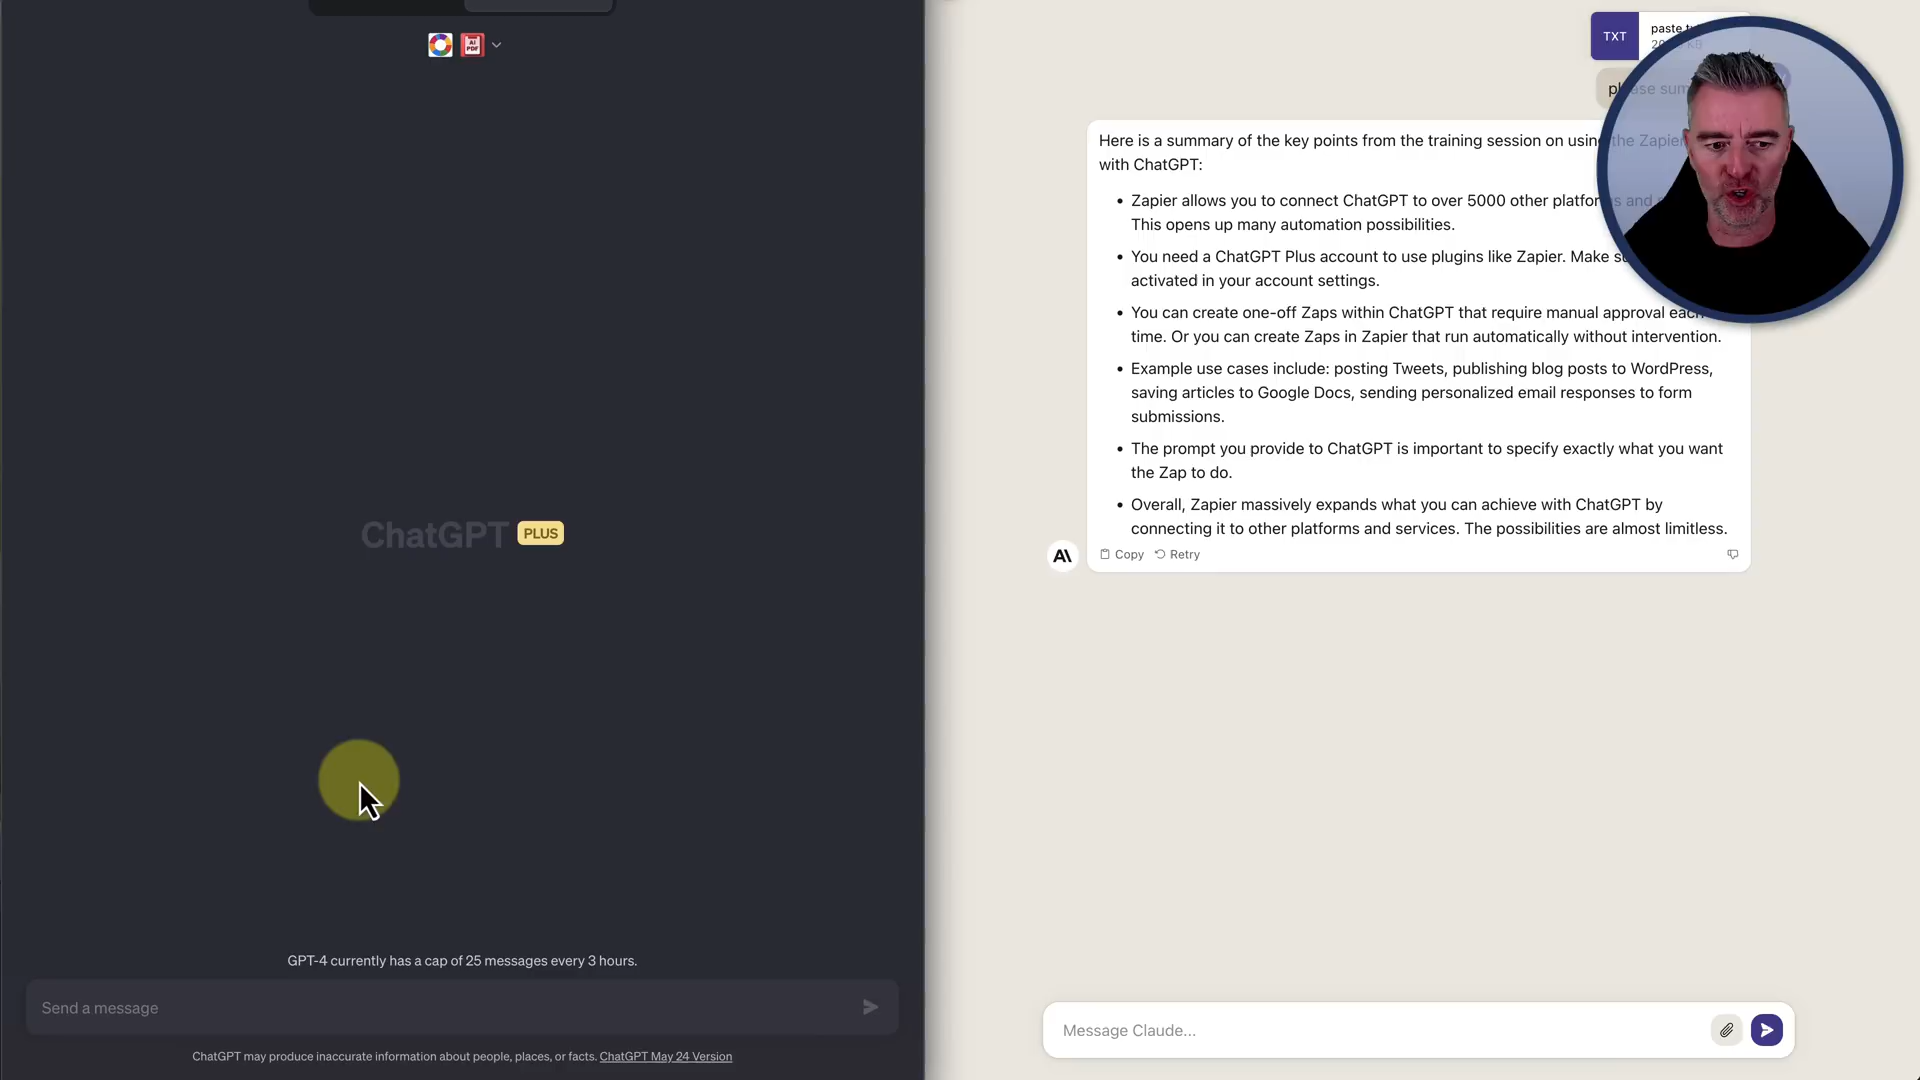 ChatGPT PLUS
GPT-4 currently has a cap of 25 messages every 3 hours.
Send a message
ChatGPT may produce inaccurate information about people, places, or facts. ChatGPT May 24 Version
TXT
paste
Here is a summary of the key points from the training session on using the Zapier
with ChatGPT:
• Zapier allows you to connect ChatGPT to over 5000 other platforms and
This opens up many automation possibilities.
• You need a ChatGPT Plus account to use plugins like Zapier. Make
activated in your account settings.
• You can create one-off Zaps within ChatGPT that require manual approval each
time. Or you can create Zaps in Zapier that run automatically without intervention.
• Example use cases include: posting Tweets, publishing blog posts to WordPress,
saving articles to Google Docs, sending personalized email responses to form
submissions.
• The prompt you provide to ChatGPT is important to specify exactly what you want
the Zap to do.
• Overall, Zapier massively expands what you can achieve with ChatGPT by
connecting it to other platforms and services. The possibilities are almost limitless.
Copy Retry
Message Claude...